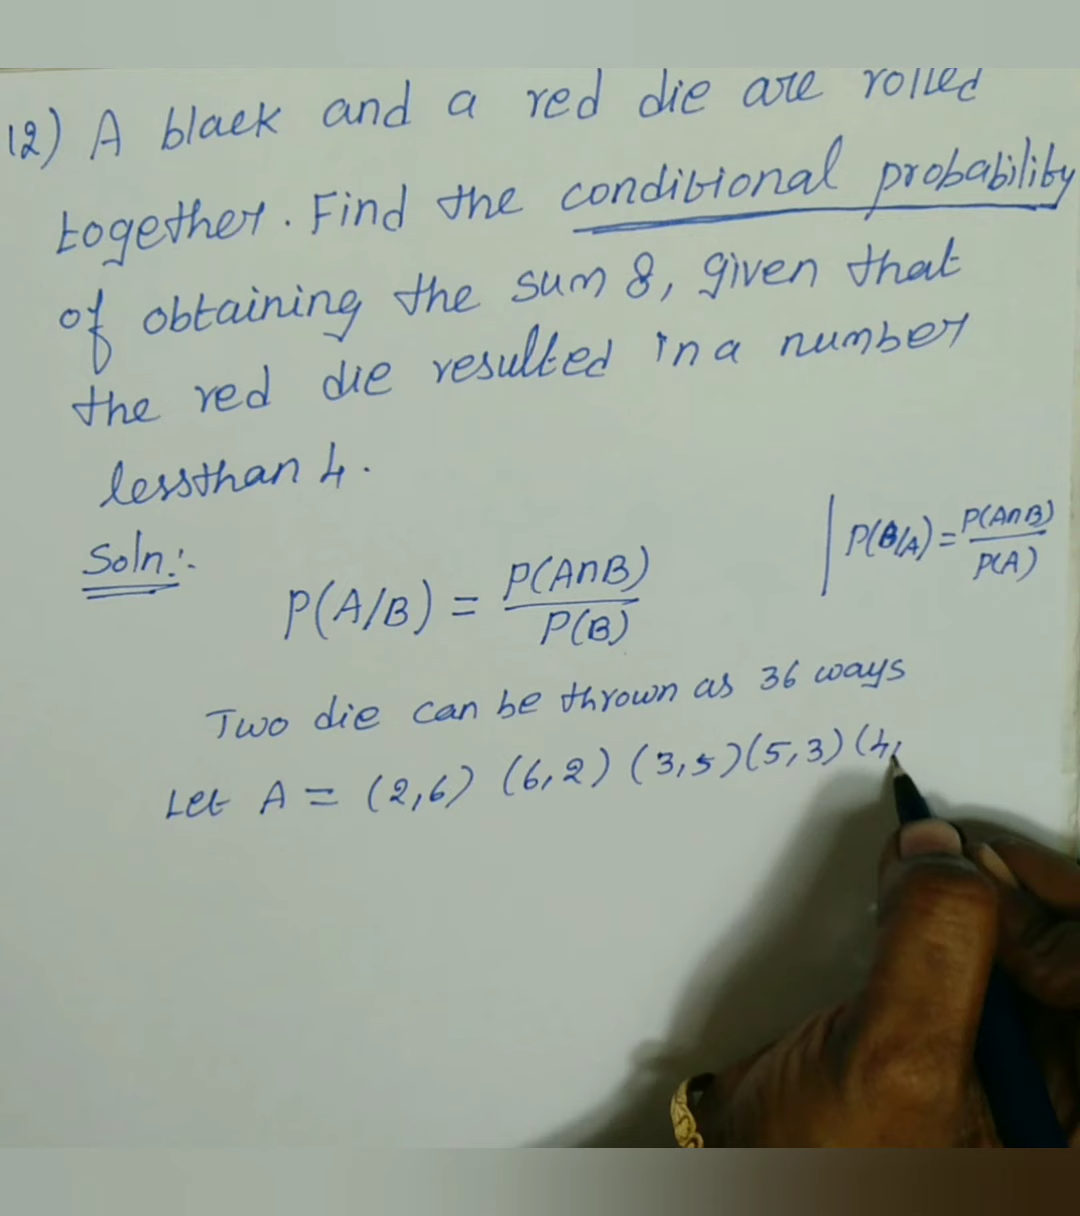 12) A black and a red die are rolled
together. Find the conditional probability
of obtaining the sum 8, given that
the red die resulted in a number
lessthan 4.
Soln:-
P(A/B) = P(A∩B) / P(B)
P(B/A) = P(A∩B) / P(A)
Two die can be thrown as 36 ways
Let A = (2,6) (6,2) (3,5) (5,3) (4,